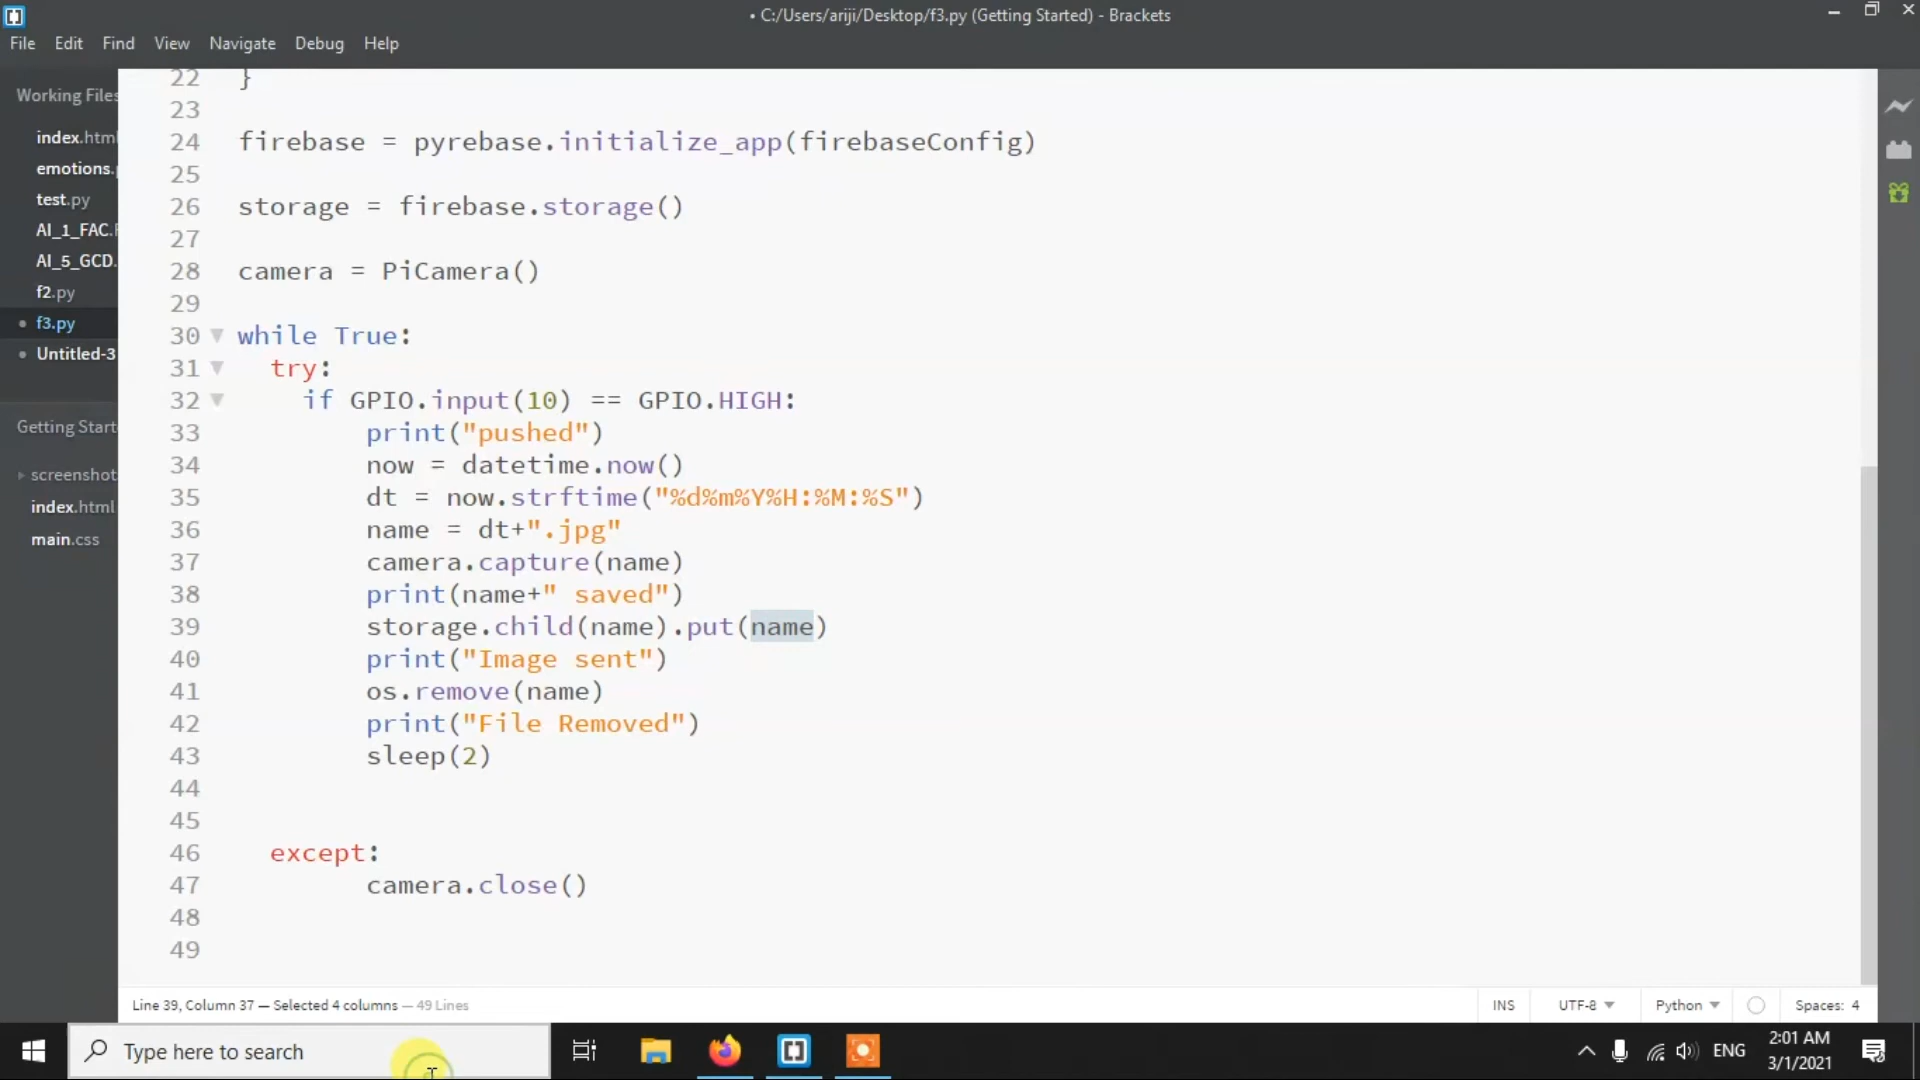 • C:/Users/ariji/Desktop/f3.py (Getting Started) - Brackets
File Edit Find View Navigate Debug Help
Working Files
index.html
emotions.
test.py
AI_1_FAC.
AI_5_GCD.
f2.py
• f3.py
• Untitled-3
Getting Start
screenshot
index.html
main.css
22 }
23
24 firebase = pyrebase.initialize_app(firebaseConfig)
25
26 storage = firebase.storage()
27
28 camera = PiCamera()
29
30 while True:
31 try:
32 if GPIO.input(10) == GPIO.HIGH:
33 print("pushed")
34 now = datetime.now()
35 dt = now.strftime("%d%m%Y%H:%M:%S")
36 name = dt+".jpg"
37 camera.capture(name)
38 print(name+" saved")
39 storage.child(name).put(name)
40 print("Image sent")
41 os.remove(name)
42 print("File Removed")
43 sleep(2)
44
45
46 except:
47 camera.close()
48
49
Line 39, Column 37 — Selected 4 columns — 49 Lines
INS UTF-8 Python Spaces: 4
Type here to search
ENG
2:01 AM
3/1/2021